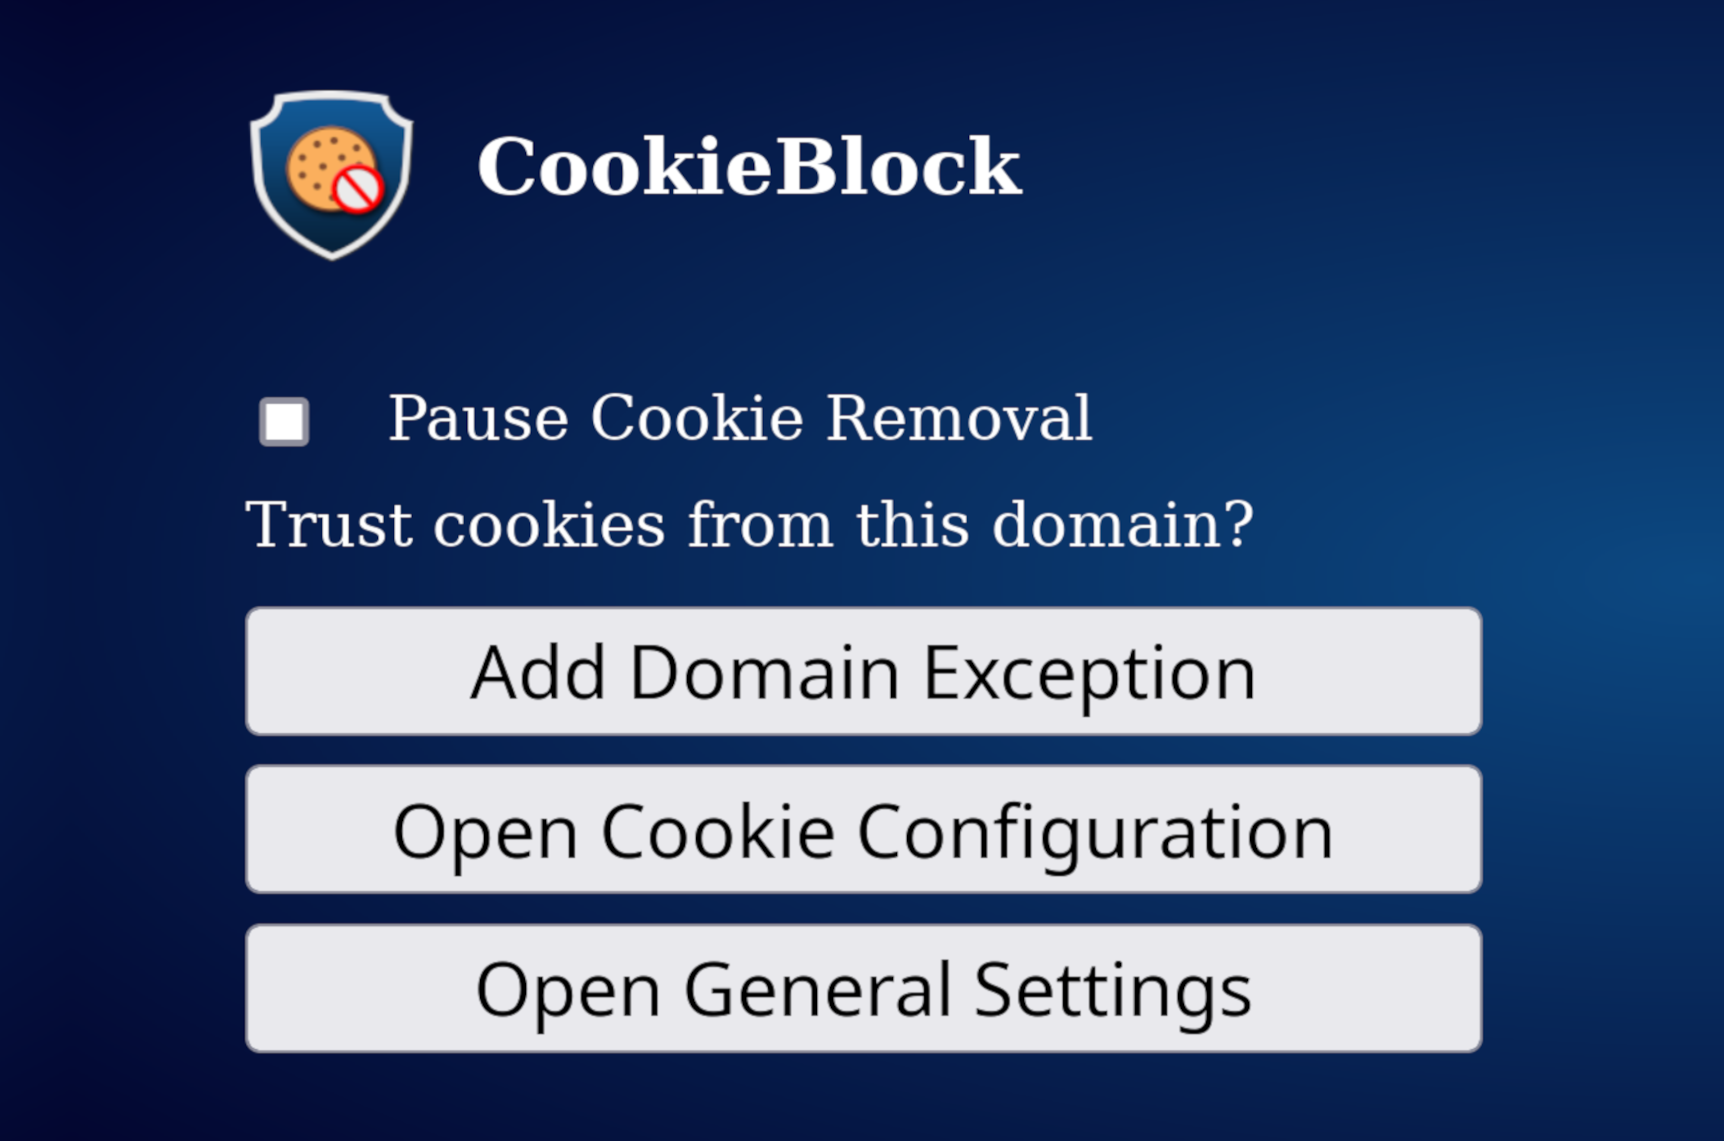 CookieBlock
Pause Cookie Removal
Trust cookies from this domain?
Add Domain Exception
Open Cookie Configuration
Open General Settings